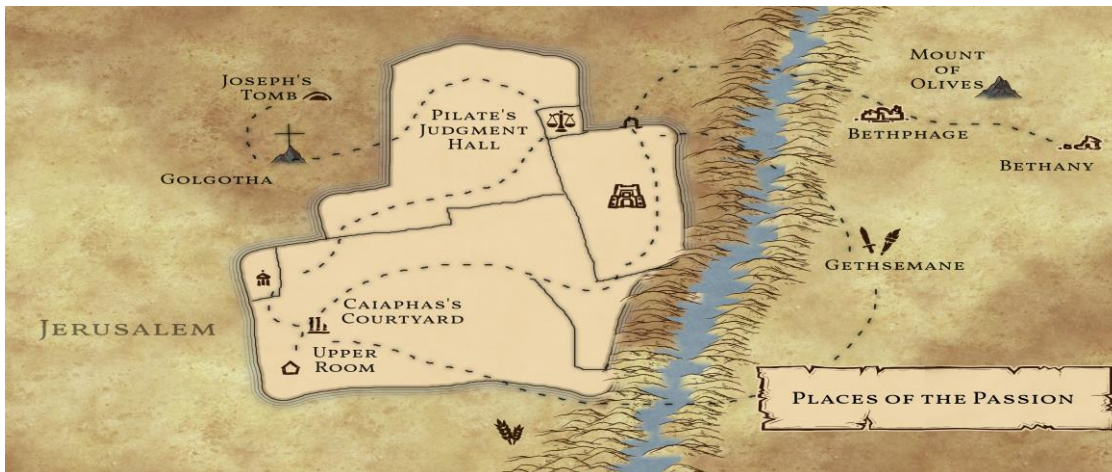 MOUNT
OF
OLIVES
JOSEPH'S
TOMB
PILATE'S
JUDGMENT
HALL
BETHPHAGE
BETHANY
GOLGOTHA
GETHSEMANE
CAIAPHAS'S
COURTYARD
JERUSALEM
UPPER
ROOM
PLACES OF THE PASSION